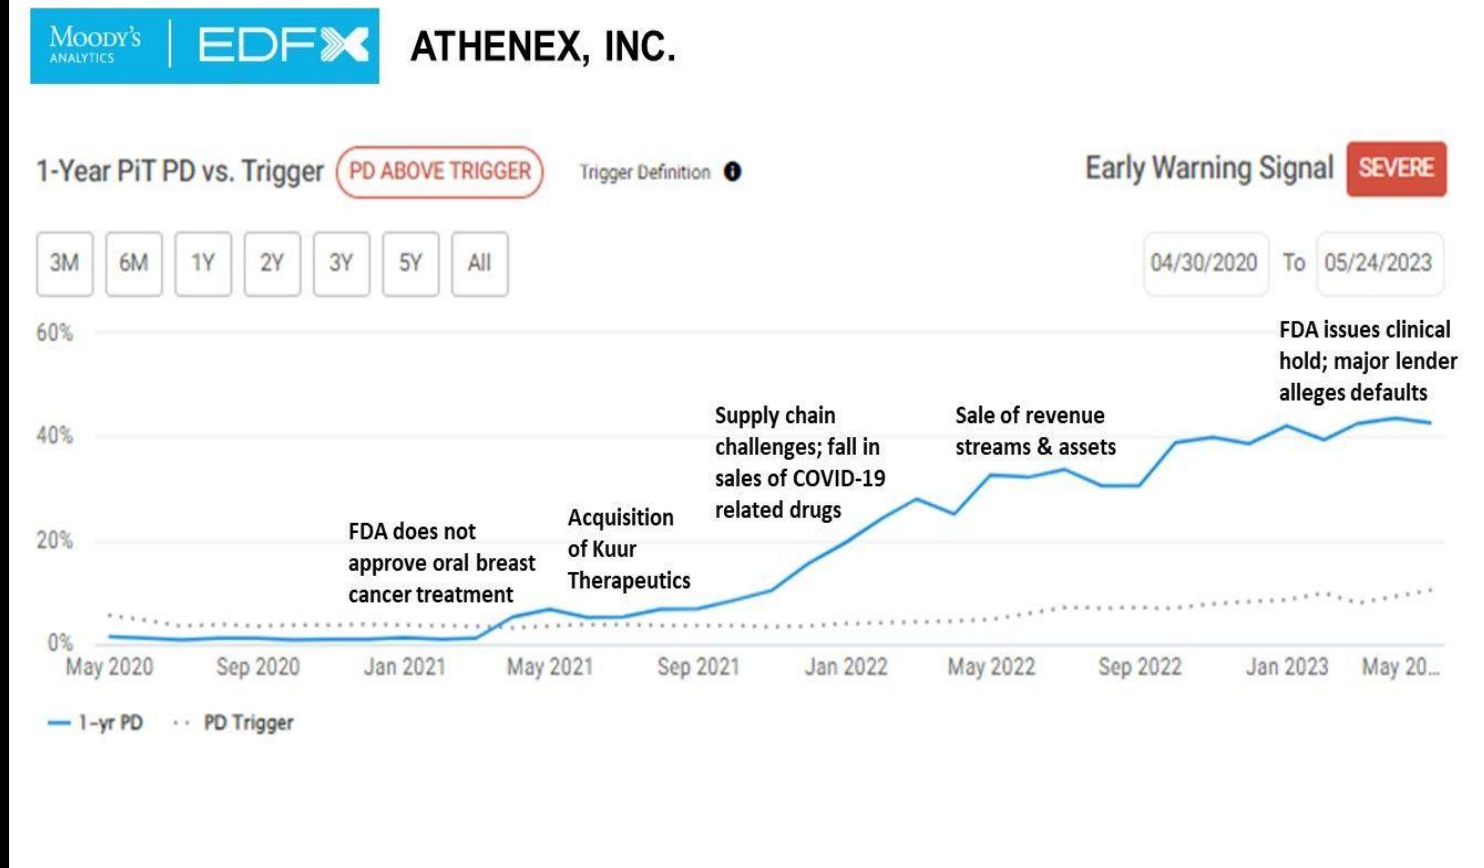 MOODY'S
ANALYTICS
EDFX
ATHENEX, INC.
1-Year PiT PD vs. Trigger
PD ABOVE TRIGGER
Trigger Definition
Early Warning Signal
SEVERE
3M
6M
1Y
2Y
3Y
5Y
All
04/30/2020
To
05/24/2023
60%
40%
20%
0%
FDA does not
approve oral breast
cancer treatment
Acquisition
of Kuur
Therapeutics
Supply chain
challenges; fall in
sales of COVID-19
related drugs
Sale of revenue
streams & assets
FDA issues clinical
hold; major lender
alleges defaults
May 2020
Sep 2020
Jan 2021
May 2021
Sep 2021
Jan 2022
May 2022
Sep 2022
Jan 2023
May 20...
1-yr PD
PD Trigger